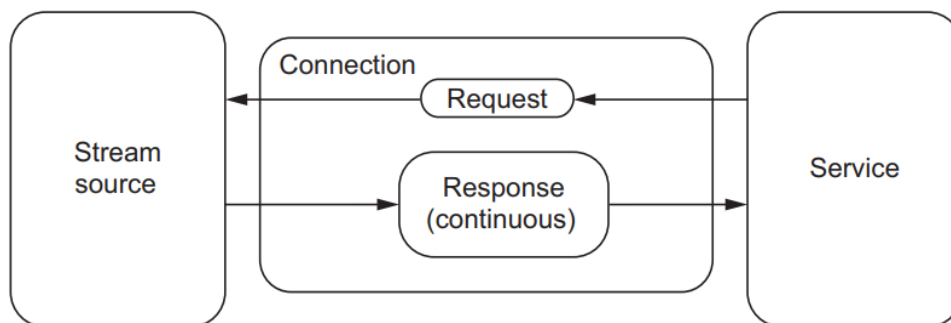 Connection
Request
Stream
source
Response
(continuous)
Service